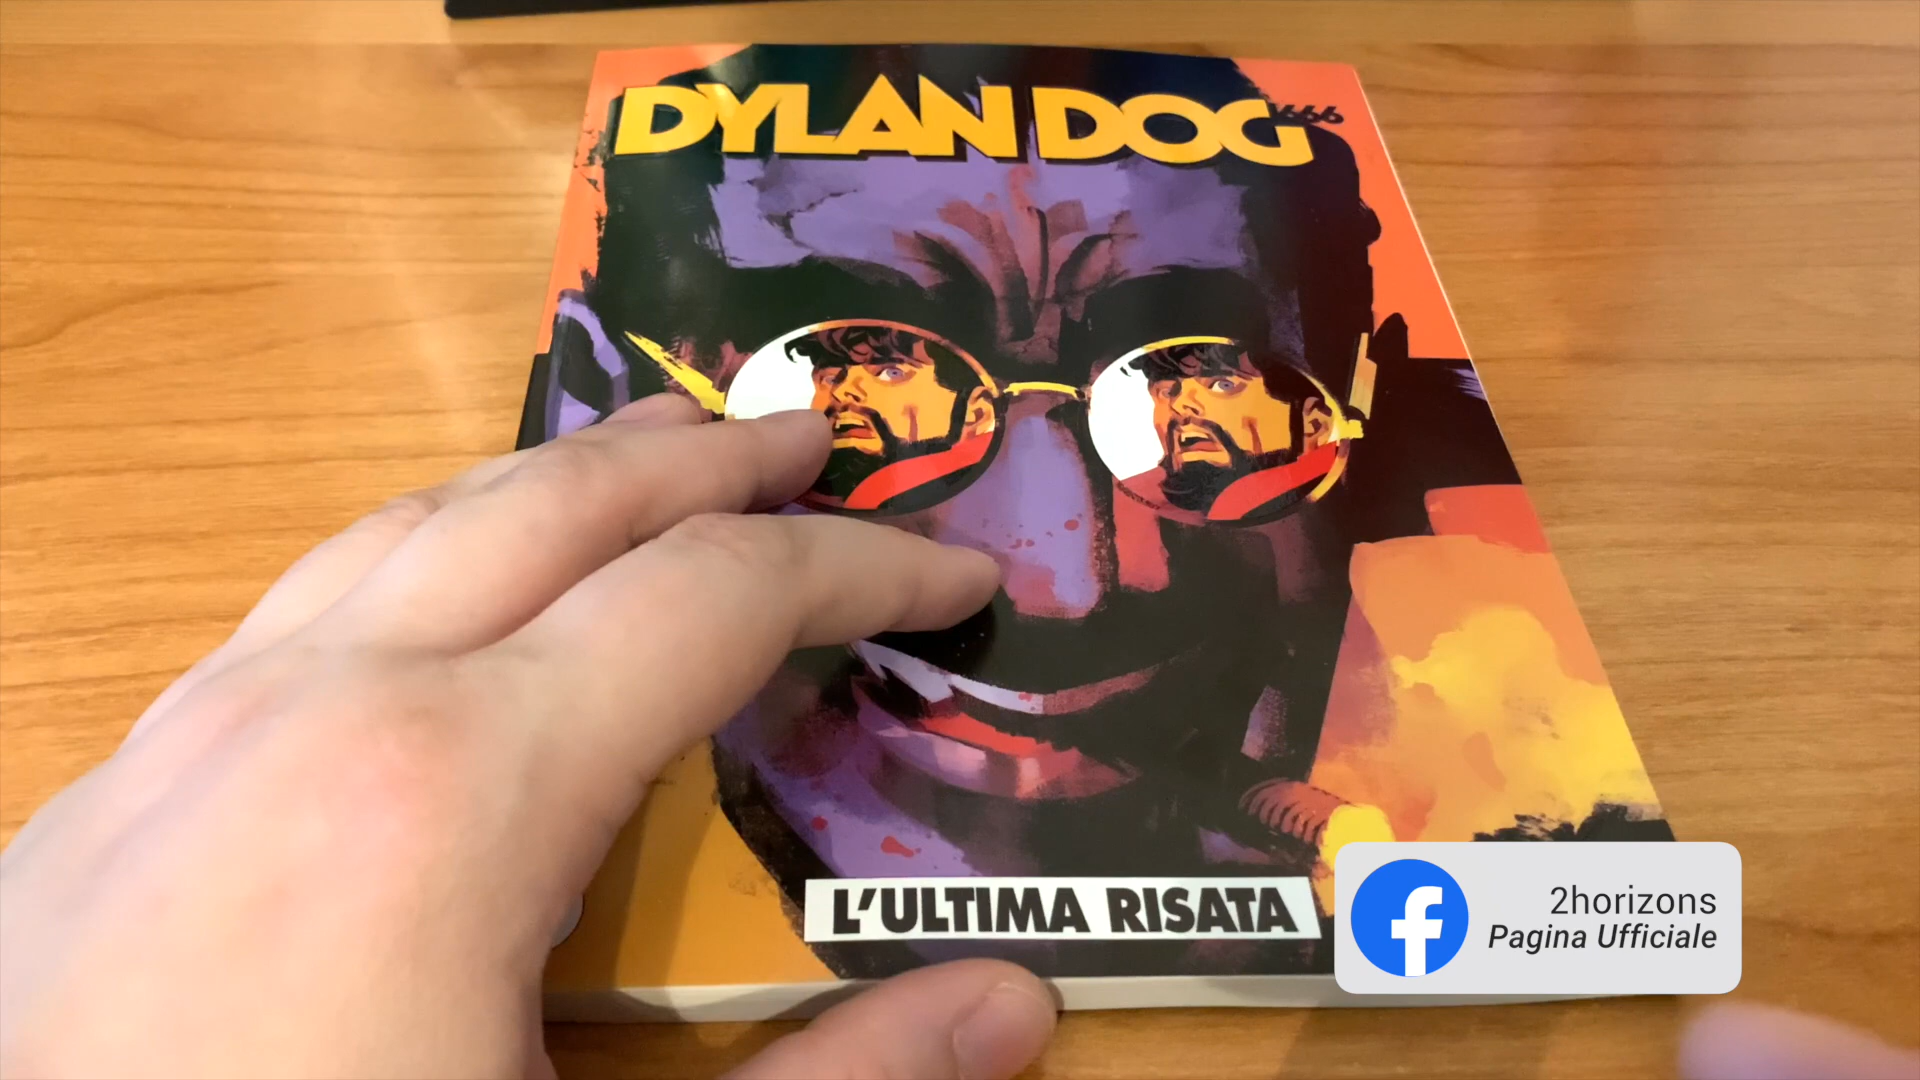 DYLAN DOG
666
L'ULTIMA RISATA
2horizons
Pagina Ufficiale